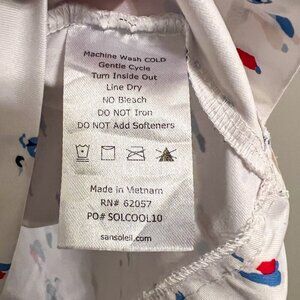 Machine Wash COLD
Gentle Cycle
Turn Inside Out
Line Dry
NO Bleach
DO NOT Iron
DO NOT Add Softeners
Made in Vietnam
RN# 62057
PO# SOLCOOL10
sansoleil.com